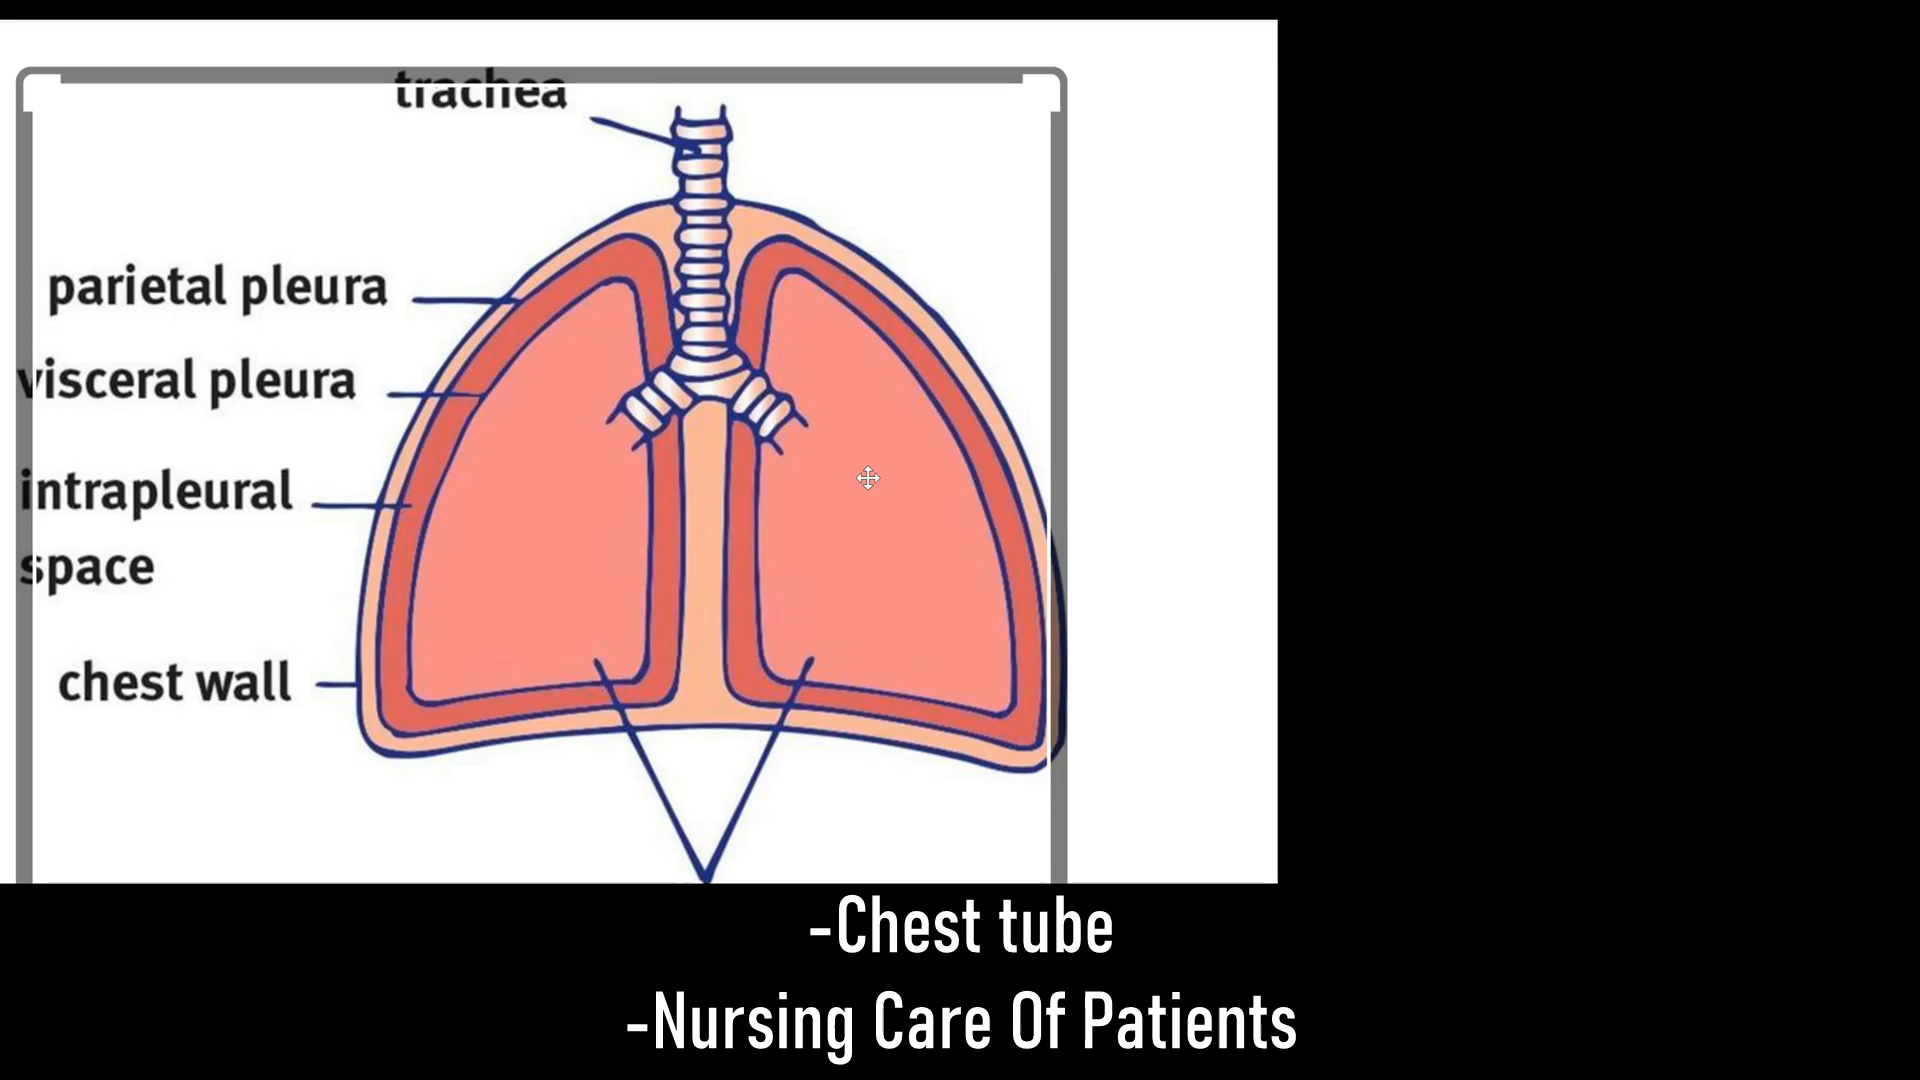 trachea
parietal pleura
visceral pleura
intrapleural
space
chest wall
-Chest tube
-Nursing Care Of Patients